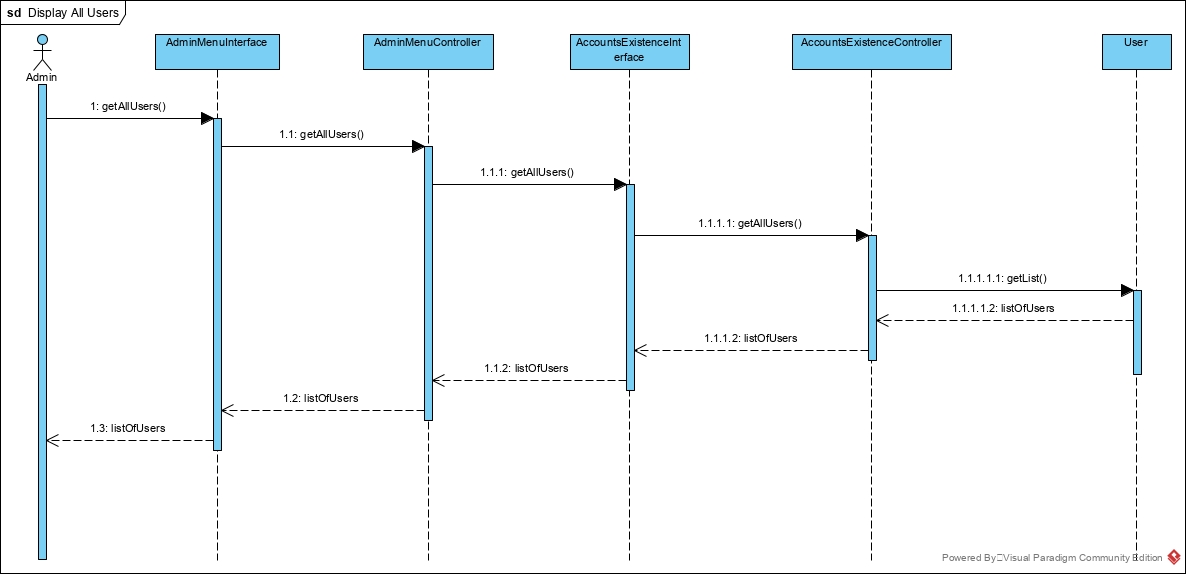 sd Display All Users
Admin
AdminMenuInterface
AdminMenuController
AccountsExistenceInt
erface
AccountsExistenceController
User
1: getAllUsers()
1.1: getAllUsers()
1.1.1: getAllUsers()
1.1.1.1: getAllUsers()
1.1.1.1.1: getList()
1.1.1.1.2: listOfUsers
1.1.1.2: listOfUsers
1.1.2: listOfUsers
1.2: listOfUsers
1.3: listOfUsers
Powered By Visual Paradigm Community Edition